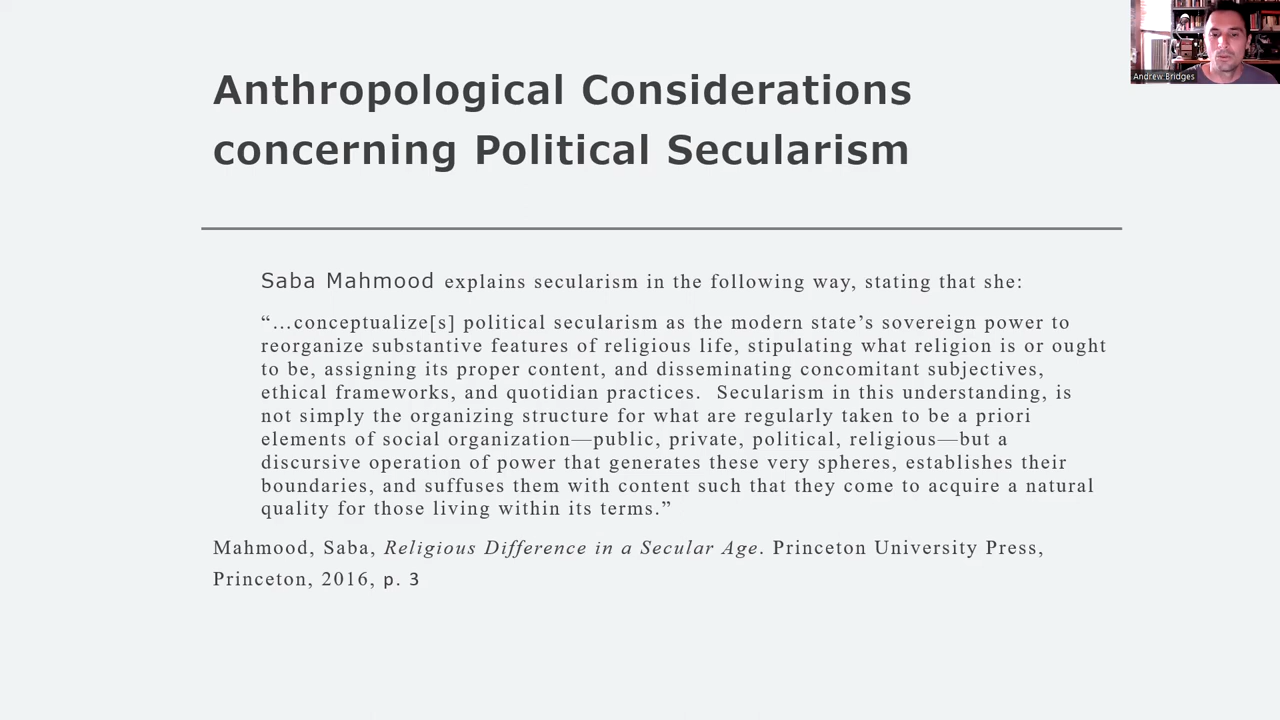 Anthropological Considerations
concerning Political Secularism
Andrew Bridges
Saba Mahmood explains secularism in the following way, stating that she:
“…conceptualize[s] political secularism as the modern state’s sovereign power to
reorganize substantive features of religious life, stipulating what religion is or ought
to be, assigning its proper content, and disseminating concomitant subjectives,
ethical frameworks, and quotidian practices.  Secularism in this understanding, is
not simply the organizing structure for what are regularly taken to be a priori
elements of social organization—public, private, political, religious—but a
discursive operation of power that generates these very spheres, establishes their
boundaries, and suffuses them with content such that they come to acquire a natural
quality for those living within its terms.”
Mahmood, Saba, Religious Difference in a Secular Age. Princeton University Press,
Princeton, 2016, p. 3